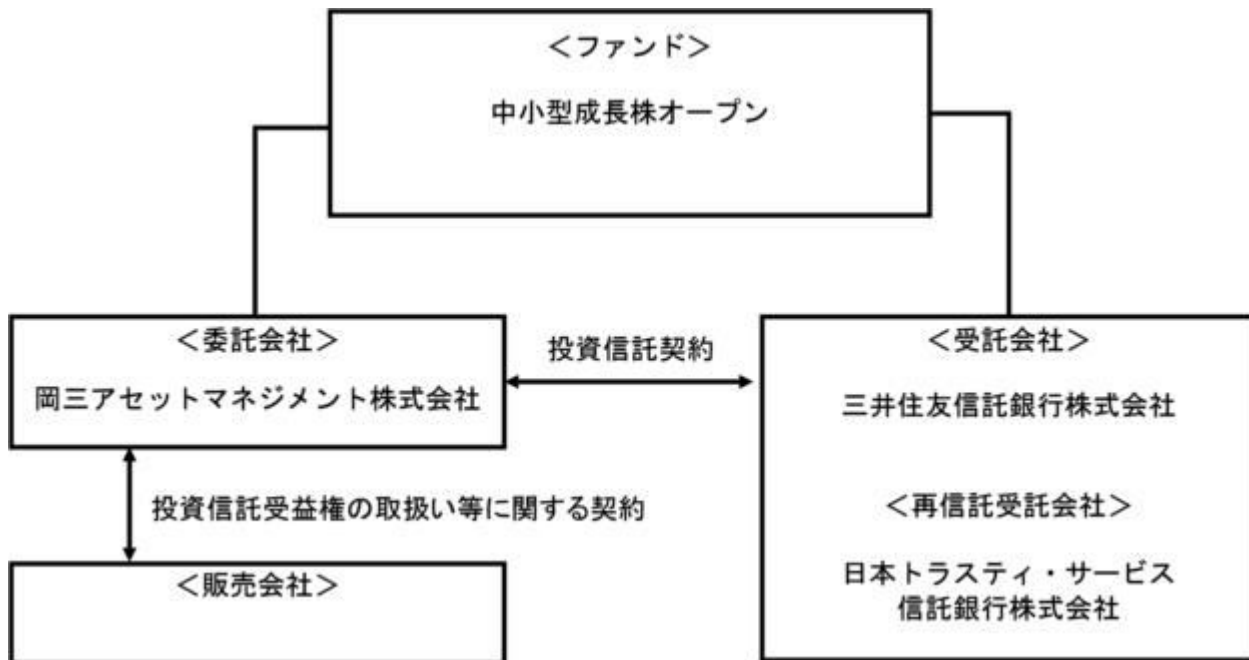 ＜ファンド＞
中小型成長株オープン
＜委託会社＞
岡三アセットマネジメント株式会社
投資信託契約
＜受託会社＞
三井住友信託銀行株式会社
＜再信託受託会社＞
日本トラスティ・サービス
信託銀行株式会社
投資信託受益権の取扱い等に関する契約
＜販売会社＞